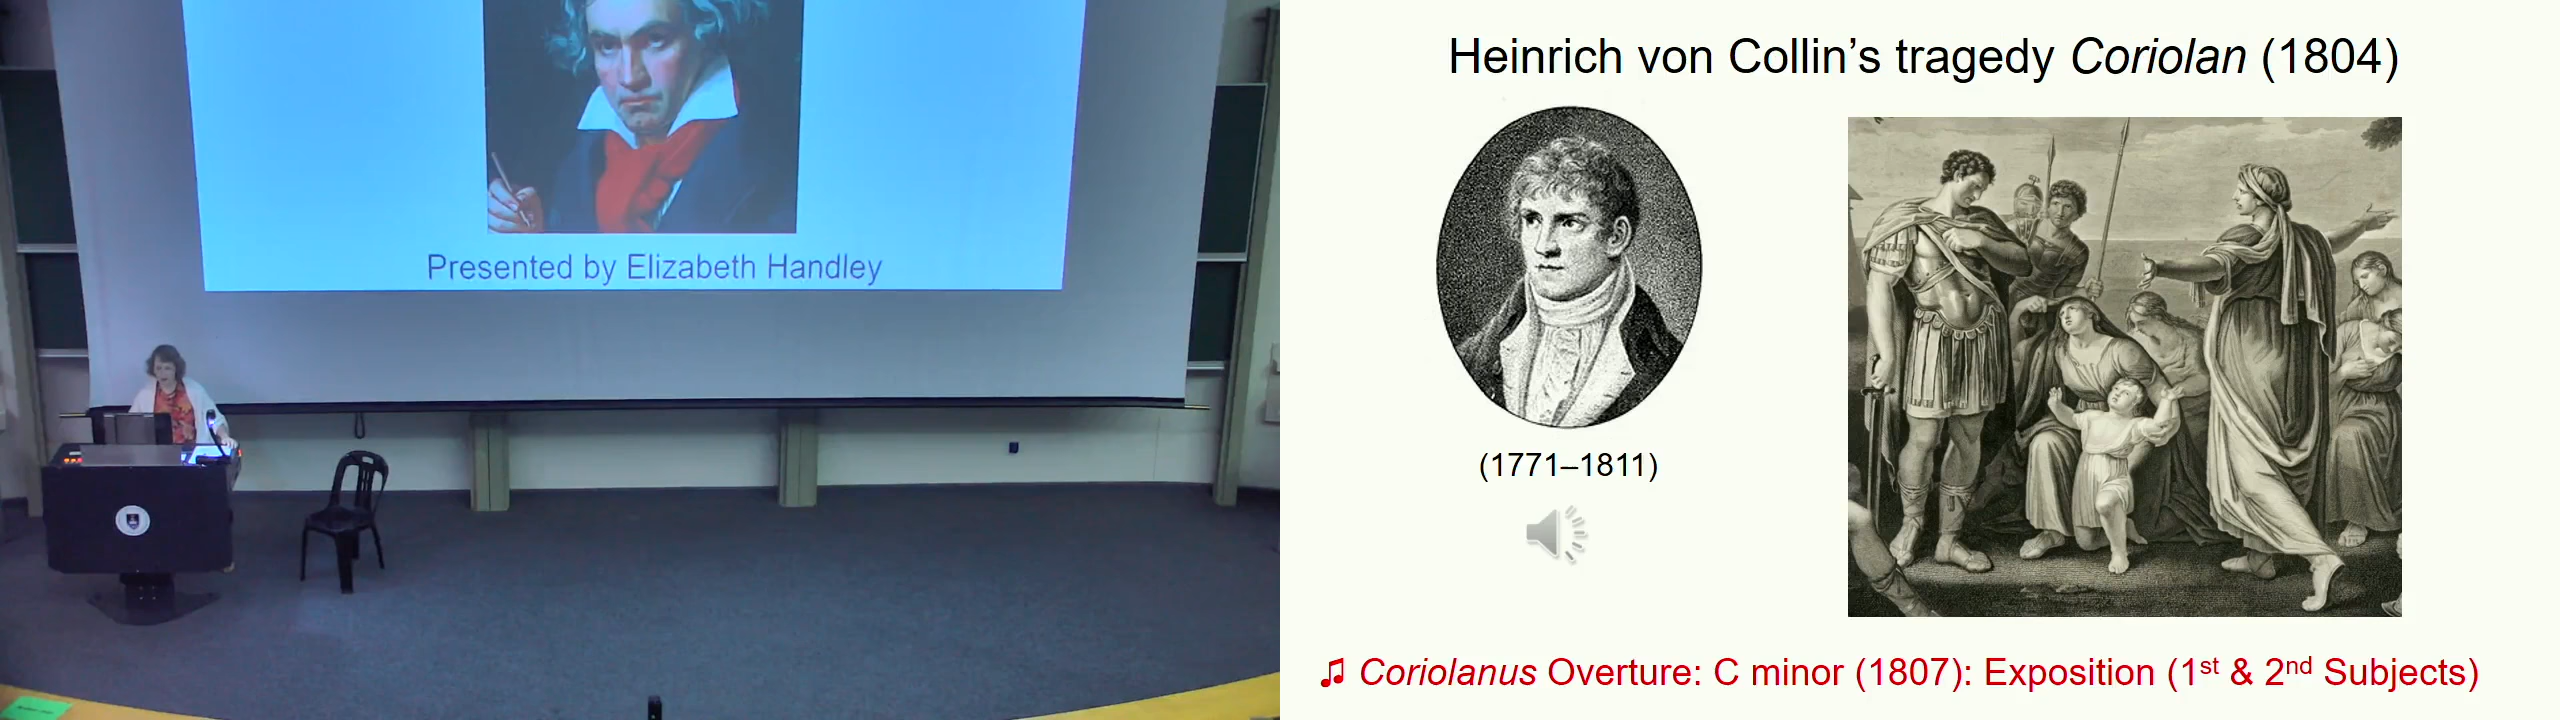 Presented by Elizabeth Handley
Heinrich von Collin’s tragedy Coriolan (1804)
(1771–1811)
♫ Coriolanus Overture: C minor (1807): Exposition (1st & 2nd Subjects)